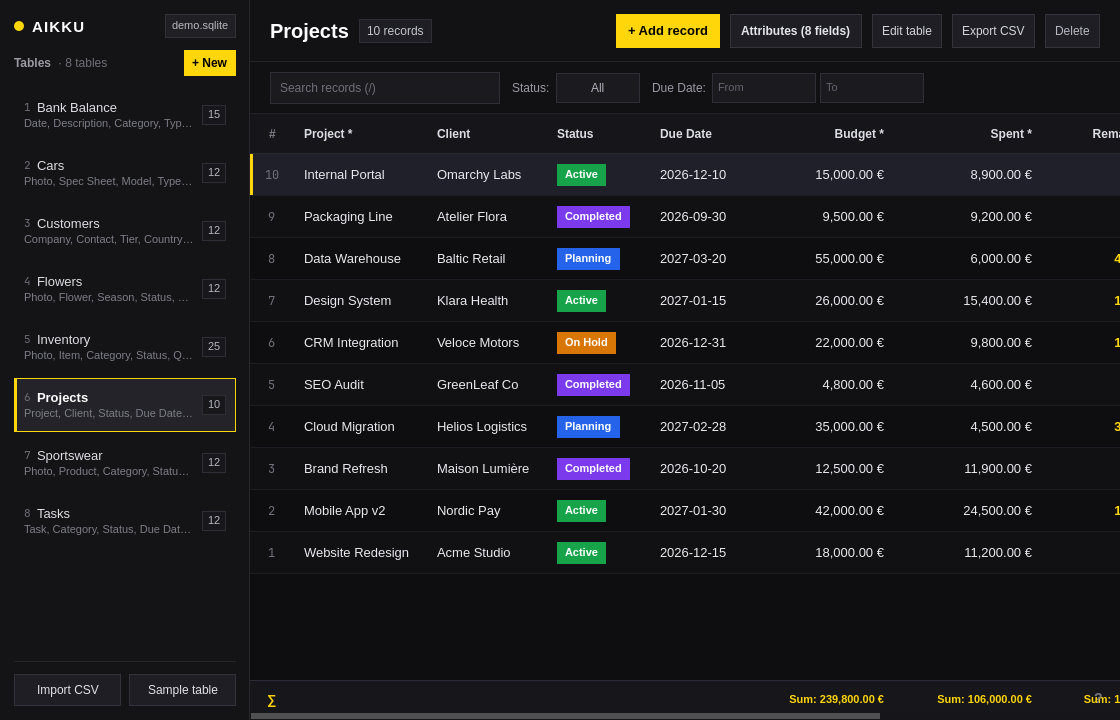 AIKKU
demo.sqlite
Tables · 8 tables
+ New
1 Bank Balance
Date, Description, Category, Typ…
15
2 Cars
Photo, Spec Sheet, Model, Type…
12
3 Customers
Company, Contact, Tier, Country…
12
4 Flowers
Photo, Flower, Season, Status, …
12
5 Inventory
Photo, Item, Category, Status, Q…
25
6 Projects
Project, Client, Status, Due Date…
10
7 Sportswear
Photo, Product, Category, Statu…
12
8 Tasks
Task, Category, Status, Due Dat…
12
Import CSV
Sample table
Projects 10 records + Add record Attributes (8 fields) Edit table Export CSV Delete
Search records (/) Status: All Due Date: From To
# Project * Client Status Due Date Budget * Spent * Rema
10 Internal Portal Omarchy Labs Active 2026-12-10 15,000.00 € 8,900.00 €
9 Packaging Line Atelier Flora Completed 2026-09-30 9,500.00 € 9,200.00 €
8 Data Warehouse Baltic Retail Planning 2027-03-20 55,000.00 € 6,000.00 € 4
7 Design System Klara Health Active 2027-01-15 26,000.00 € 15,400.00 € 1
6 CRM Integration Veloce Motors On Hold 2026-12-31 22,000.00 € 9,800.00 € 1
5 SEO Audit GreenLeaf Co Completed 2026-11-05 4,800.00 € 4,600.00 €
4 Cloud Migration Helios Logistics Planning 2027-02-28 35,000.00 € 4,500.00 € 3
3 Brand Refresh Maison Lumière Completed 2026-10-20 12,500.00 € 11,900.00 €
2 Mobile App v2 Nordic Pay Active 2027-01-30 42,000.00 € 24,500.00 € 1
1 Website Redesign Acme Studio Active 2026-12-15 18,000.00 € 11,200.00 €
∑ Sum: 239,800.00 € Sum: 106,000.00 € Sum: 1